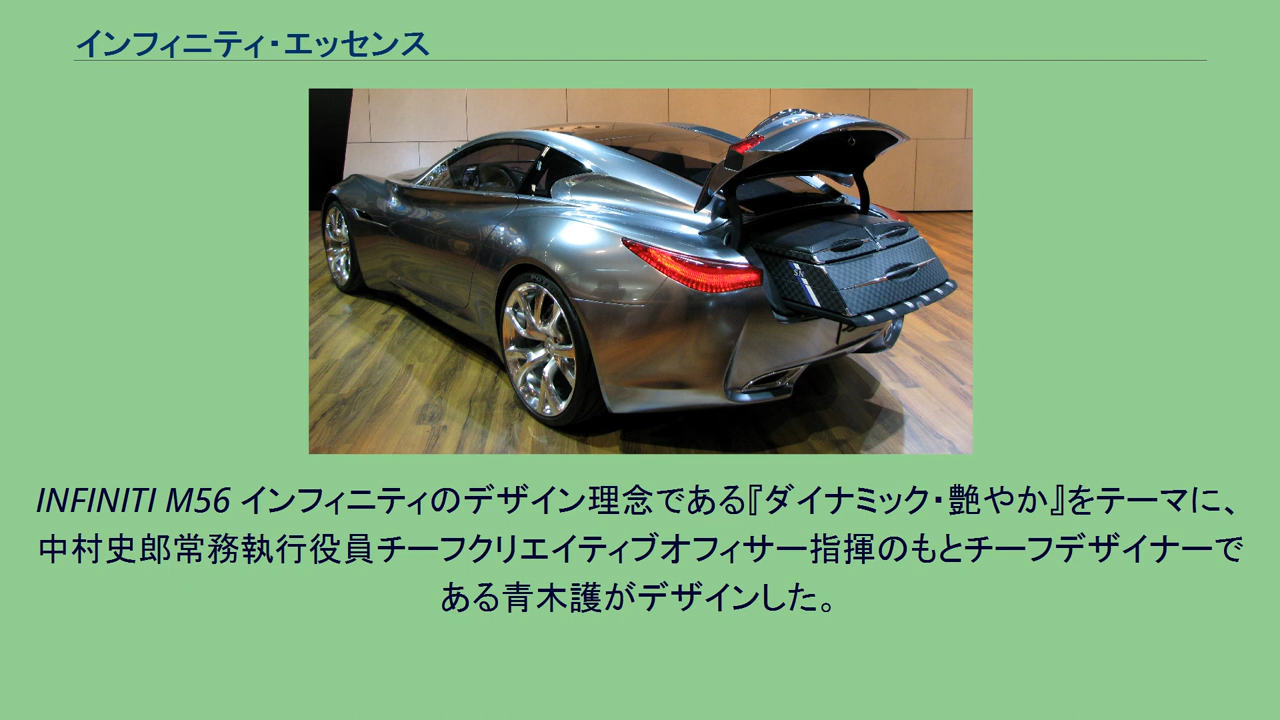 インフィニティ・エッセンス
INFINITI M56 インフィニティのデザイン理念である『ダイナミック・艶やか』をテーマに、
中村史郎常務執行役員チーフクリエイティブオフィサー指揮のもとチーフデザイナーで
ある青木護がデザインした。